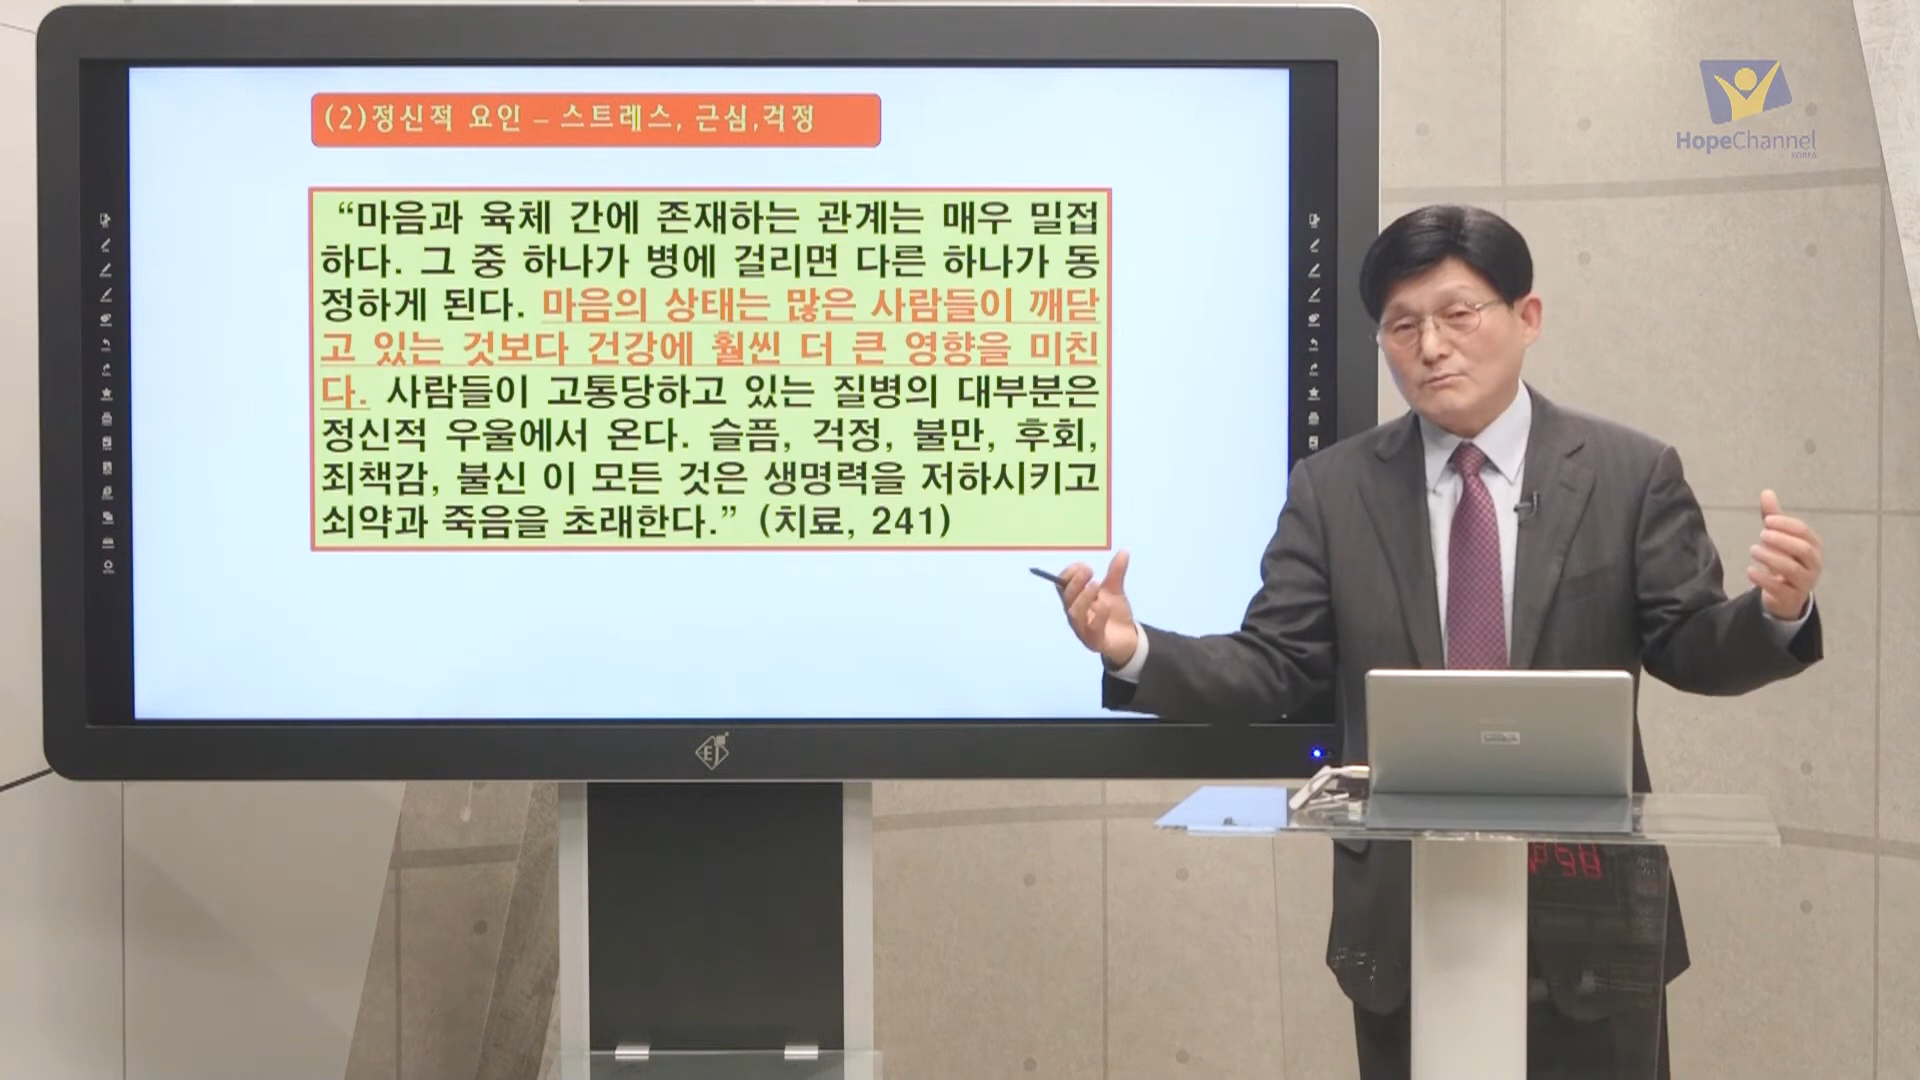 (2)정신적 요인 – 스트레스, 근심,걱정
“마음과 육체 간에 존재하는 관계는 매우 밀접
하다. 그 중 하나가 병에 걸리면 다른 하나가 동
정하게 된다. 마음의 상태는 많은 사람들이 깨닫
고 있는 것보다 건강에 훨씬 더 큰 영향을 미친
다. 사람들이 고통당하고 있는 질병의 대부분은
정신적 우울에서 온다. 슬픔, 걱정, 불만, 후회,
죄책감, 불신 이 모든 것은 생명력을 저하시키고
쇠약과 죽음을 초래한다.” (치료, 241)
HopeChannel
KOREA
EJ